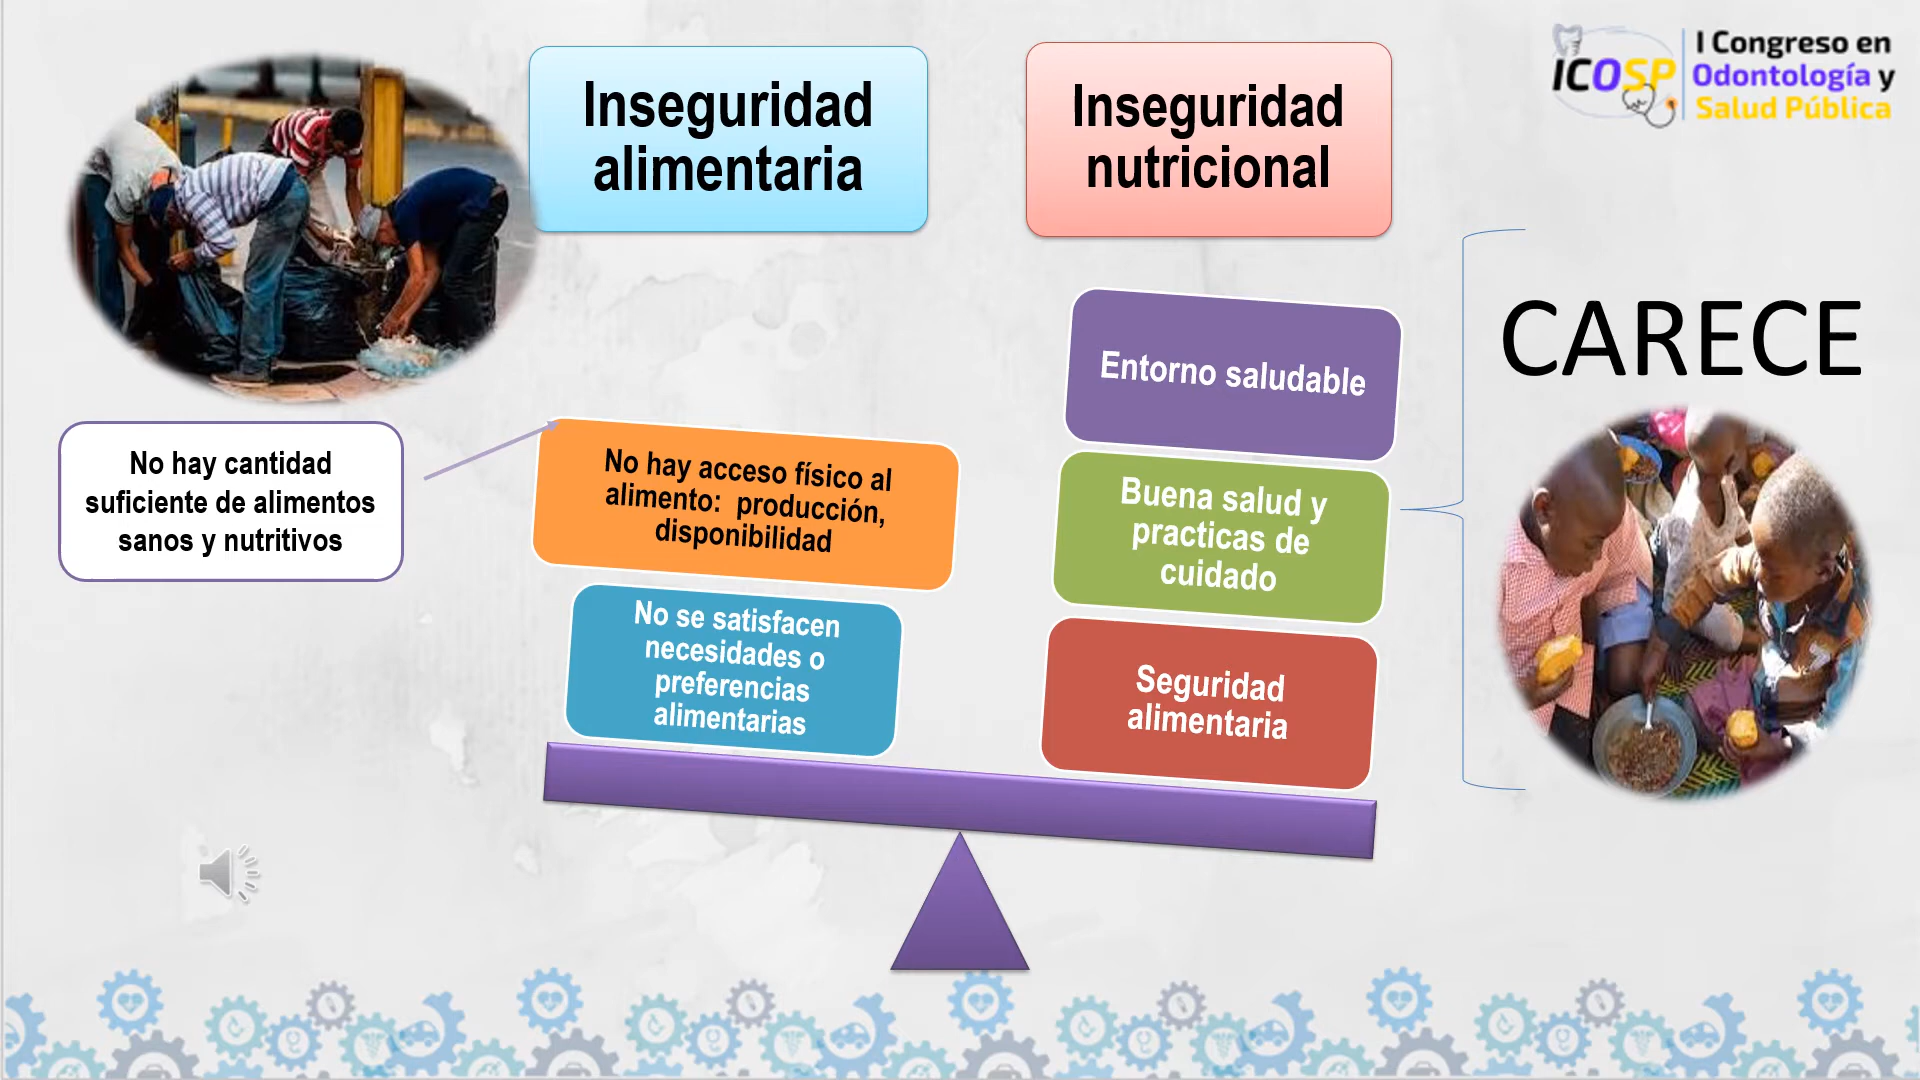 Inseguridad
alimentaria
Inseguridad
nutricional
ICOSP
I Congreso en
Odontología y
Salud Pública
CARECE
Entorno saludable
Buena salud y
practicas de
cuidado
Seguridad
alimentaria
No hay cantidad
suficiente de alimentos
sanos y nutritivos
No hay acceso físico al
alimento: producción,
disponibilidad
No se satisfacen
necesidades o
preferencias
alimentarias